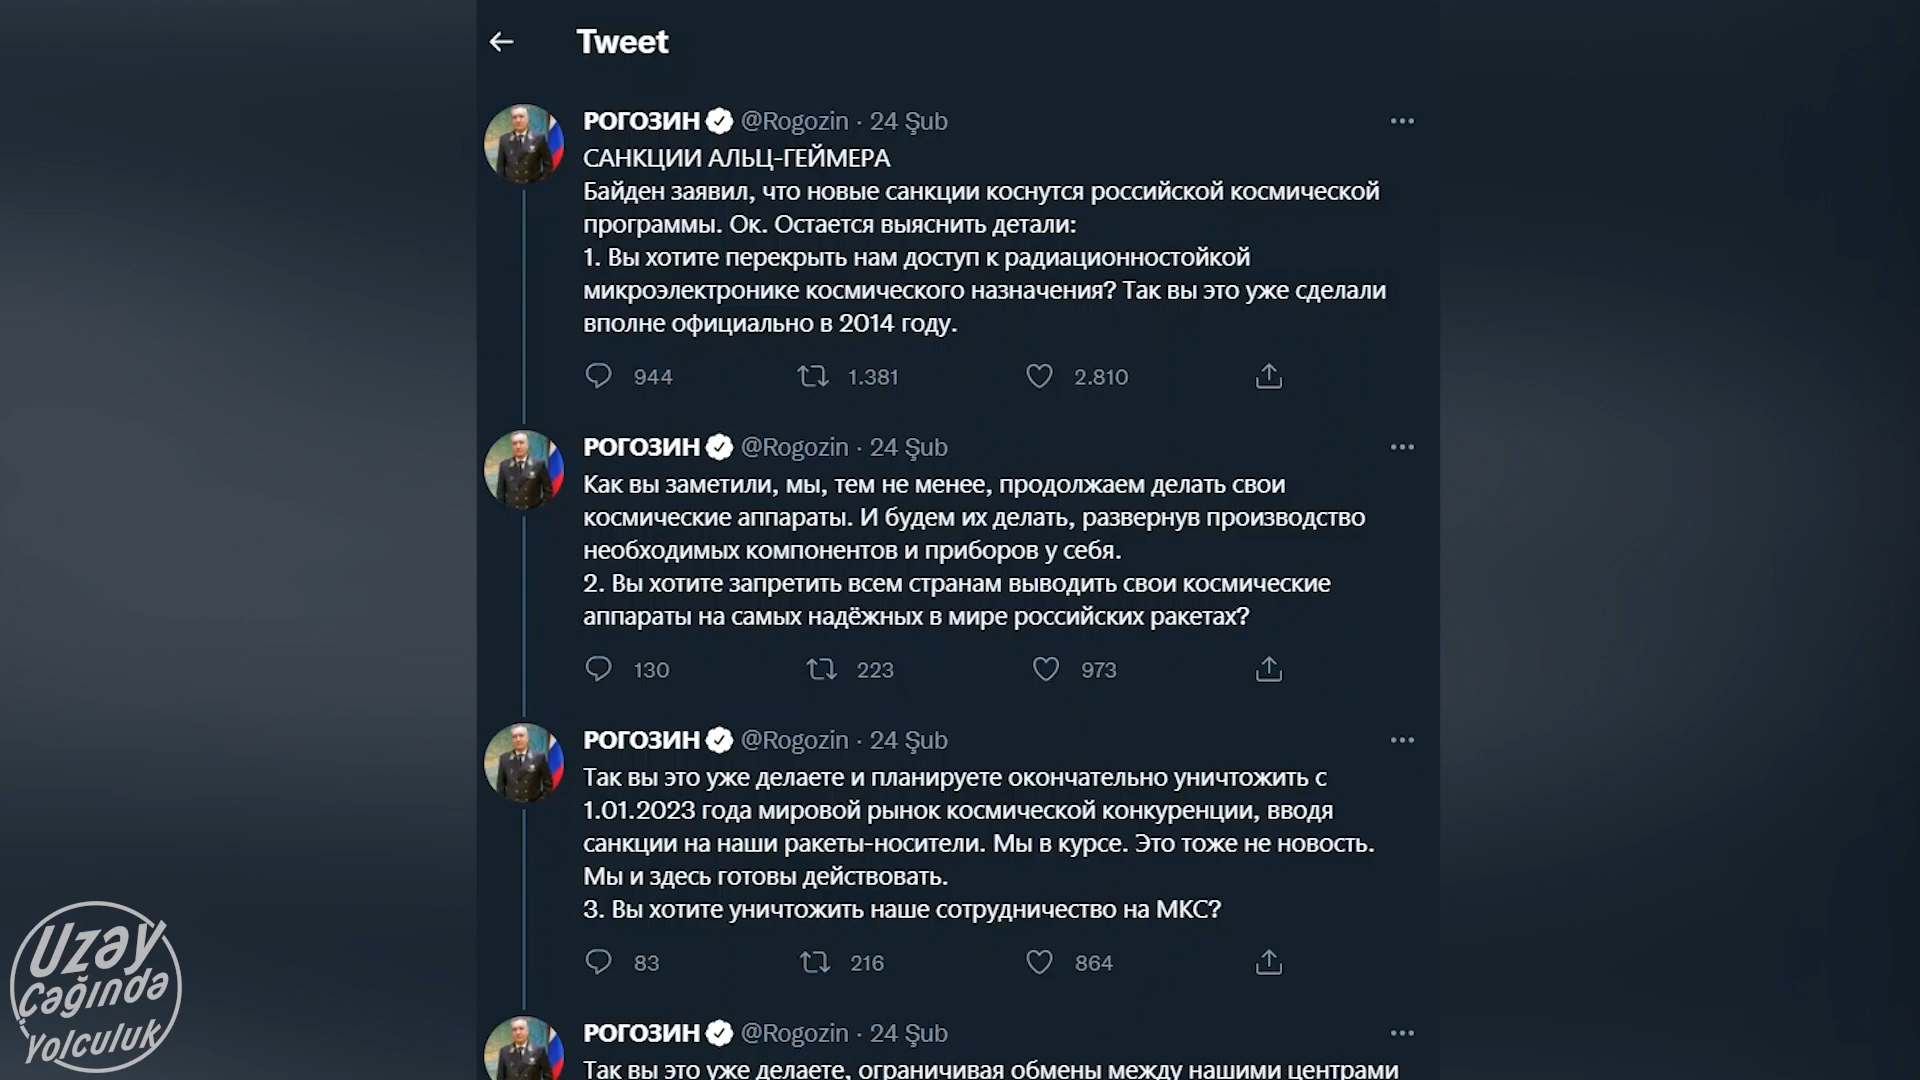 Tweet
РОГОЗИН @Rogozin · 24 Şub
САНКЦИИ АЛЬЦ-ГЕЙМЕРА
Байден заявил, что новые санкции коснутся российской космической
программы. Ок. Остается выяснить детали:
1. Вы хотите перекрыть нам доступ к радиационностойкой
микроэлектронике космического назначения? Так вы это уже сделали
вполне официально в 2014 году.
944 1.381 2.810
РОГОЗИН @Rogozin · 24 Şub
Как вы заметили, мы, тем не менее, продолжаем делать свои
космические аппараты. И будем их делать, развернув производство
необходимых компонентов и приборов у себя.
2. Вы хотите запретить всем странам выводить свои космические
аппараты на самых надёжных в мире российских ракетах?
130 223 973
РОГОЗИН @Rogozin · 24 Şub
Так вы это уже делаете и планируете окончательно уничтожить с
1.01.2023 года мировой рынок космической конкуренции, вводя
санкции на наши ракеты-носители. Мы в курсе. Это тоже не новость.
Мы и здесь готовы действовать.
3. Вы хотите уничтожить наше сотрудничество на МКС?
83 216 864
РОГОЗИН @Rogozin · 24 Şub
Так вы это уже делаете, ограничивая обмены между нашими центрами
Uzay
Çağında
Yolculuk